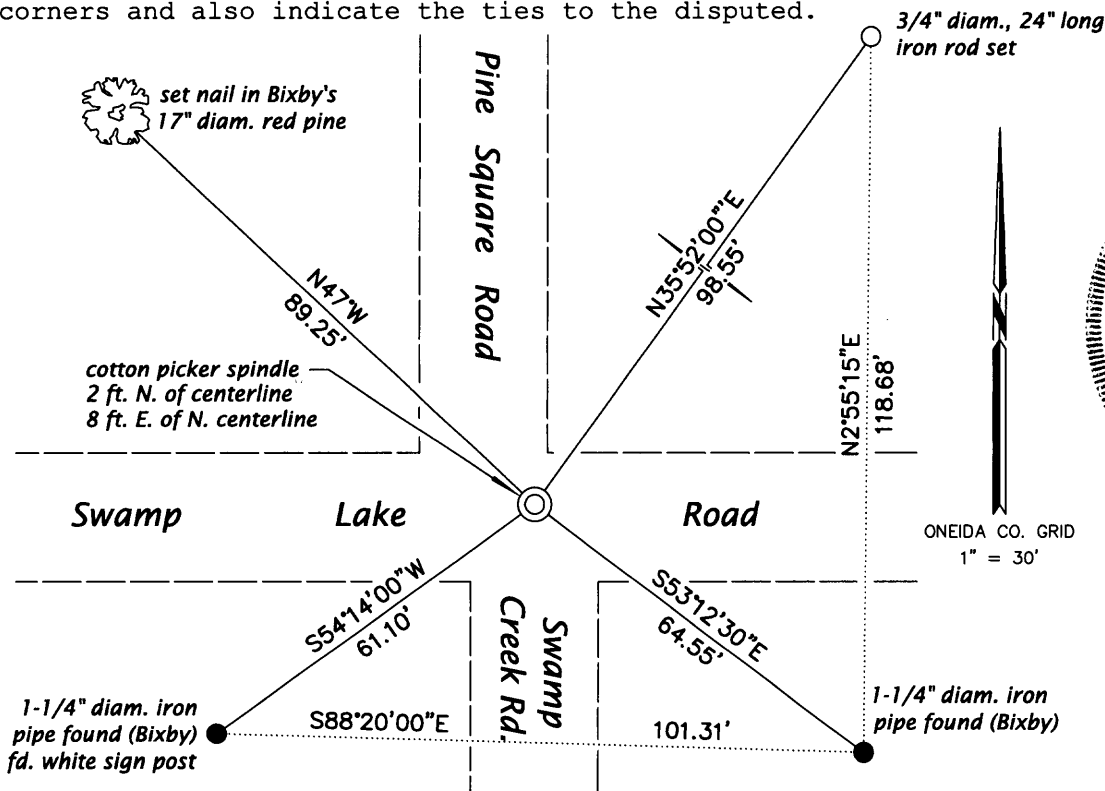 corners and also indicate the ties to the disputed.
3/4" diam., 24" long
iron rod set
set nail in Bixby's
17" diam. red pine
Pine Square Road
N35°52'00"E
98.55'
N47°W
89.25'
cotton picker spindle
2 ft. N. of centerline
8 ft. E. of N. centerline
N2°55'15"E
118.68'
Swamp Lake Road
ONEIDA CO. GRID
1" = 30'
S54°14'00"W
61.10'
S53°12'30"E
64.55'
Swamp
Creek Rd.
1-1/4" diam. iron
pipe found (Bixby)
fd. white sign post
S88°20'00"E
101.31'
1-1/4" diam. iron
pipe found (Bixby)
N